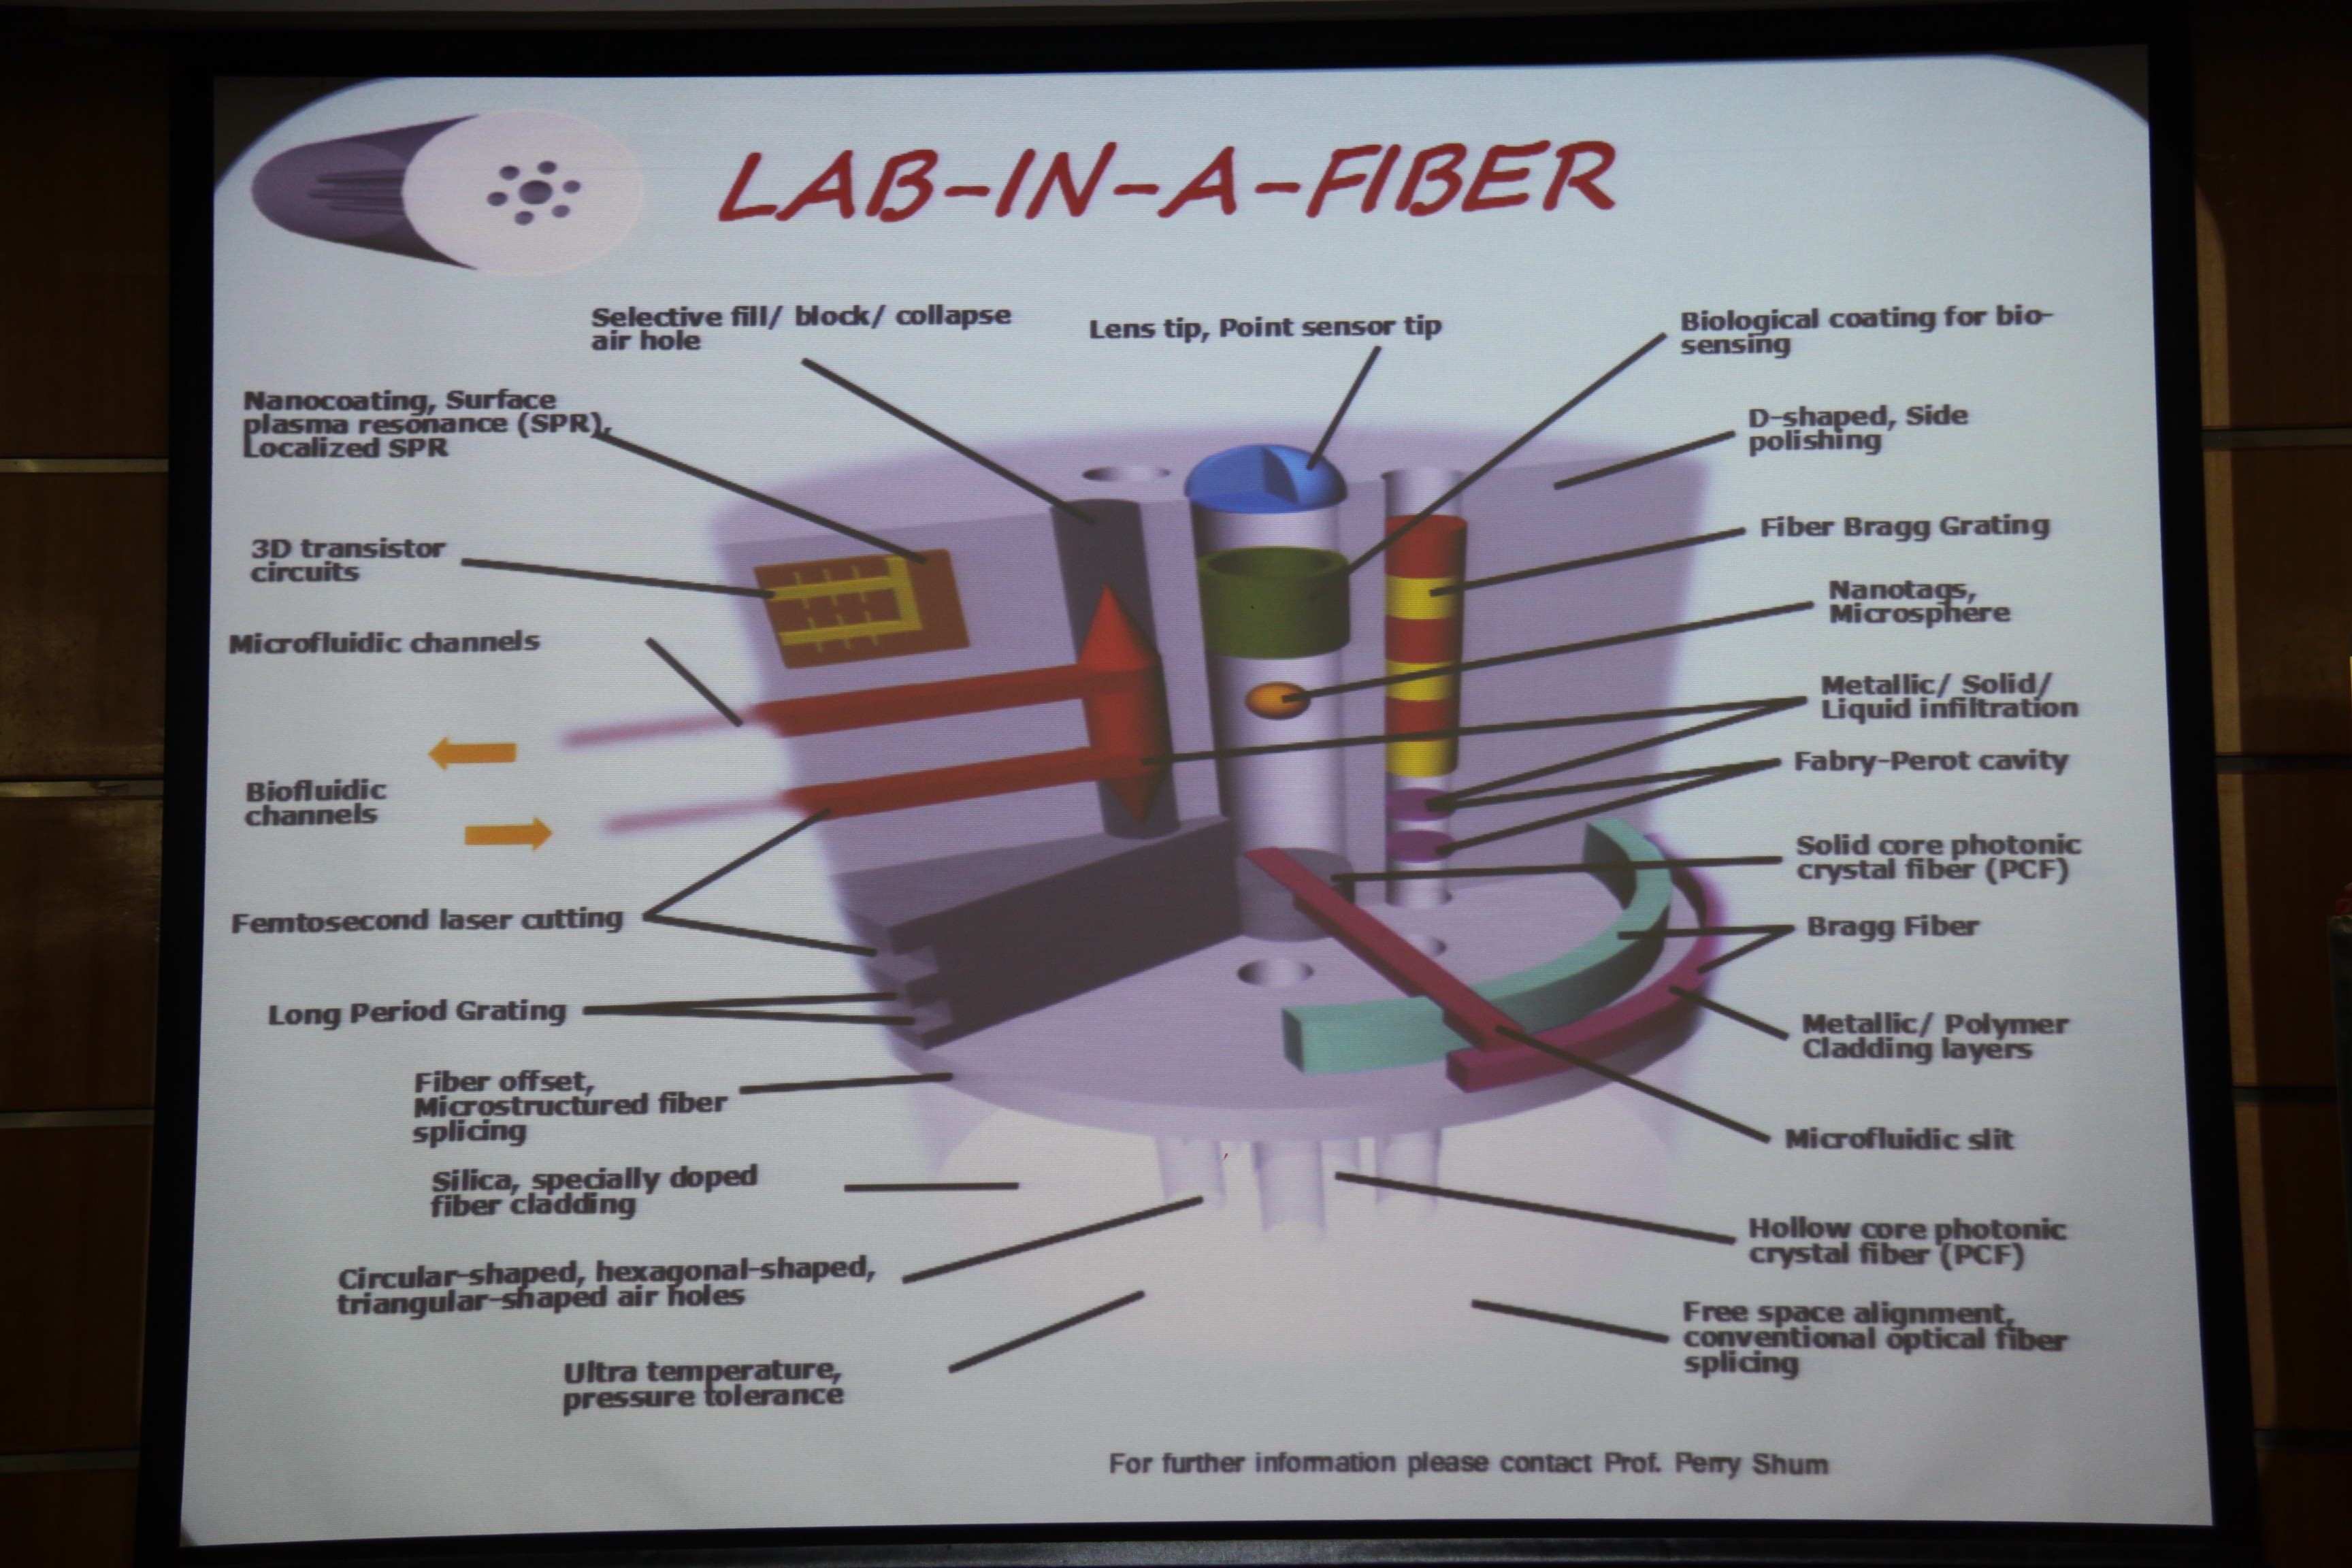 LAB-IN-A-FIBER
Selective fill/ block/ collapse
air hole
Lens tip, Point sensor tip
Biological coating for bio-
sensing
Nanocoating, Surface
plasma resonance (SPR),
Localized SPR
D-shaped, Side
polishing
3D transistor
circuits
Fiber Bragg Grating
Nanotags,
Microsphere
Microfluidic channels
Metallic/ Solid/
Liquid infiltration
Fabry-Perot cavity
Biofluidic
channels
Solid core photonic
crystal fiber (PCF)
Femtosecond laser cutting
Bragg Fiber
Long Period Grating
Metallic/ Polymer
Cladding layers
Fiber offset,
Microstructured fiber
splicing
Microfluidic slit
Silica, specially doped
fiber cladding
Hollow core photonic
crystal fiber (PCF)
Circular-shaped, hexagonal-shaped,
triangular-shaped air holes
Free space alignment,
conventional optical fiber
splicing
Ultra temperature,
pressure tolerance
For further information please contact Prof. Perry Shum